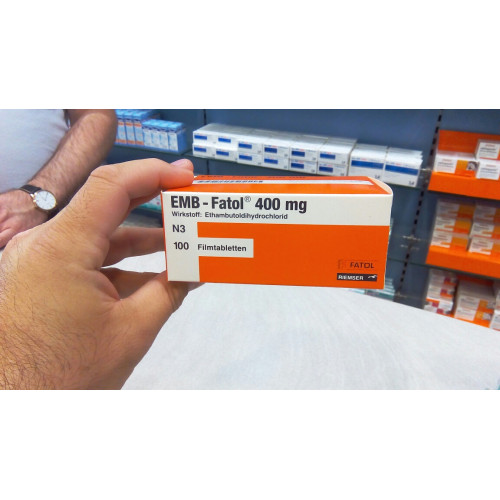 EMB - Fatol® 400 mg
Wirkstoff: Ethambutoldihydrochlorid
N3
100 Filmtabletten
FATOL
RIEMSER